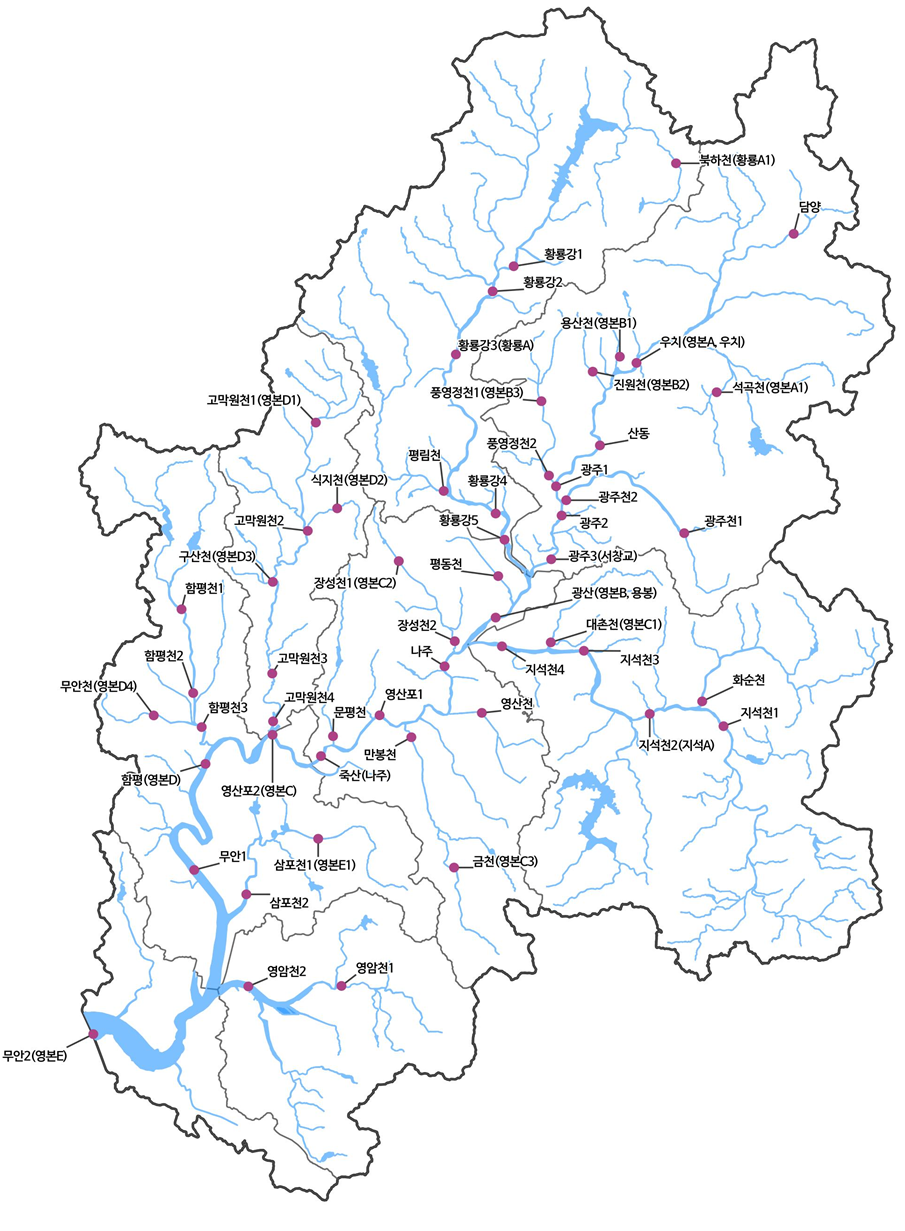 북하천(황룡A1)
담양
황룡강1
황룡강2
용산천(영본B1)
우치(영본A, 우치)
황룡강3(황룡A)
진원천(영본B2)
석곡천(영본A1)
풍영정천1(영본B3)
고막원천1(영본D1)
산동
풍영정천2
평림천
광주1
식지천(영본D2)
황룡강4
광주천2
고막원천2
황룡강5
광주2
광주천1
구산천(영본D3)
광주3(서창교)
평동천
장성천1(영본C2)
함평천1
광산(영본B, 용봉)
대촌천(영본C1)
장성천2
나주
지석천4
지석천3
함평천2
고막원천3
무안천(영본D4)
화순천
영산포1
고막원천4
함평천3
문평천
영산천
지석천1
지석천2(지석A)
만봉천
함평(영본D)
죽산(나주)
영산포2(영본C)
무안1
삼포천1(영본E1)
금천(영본C3)
삼포천2
영암천2
영암천1
무안2(영본E)